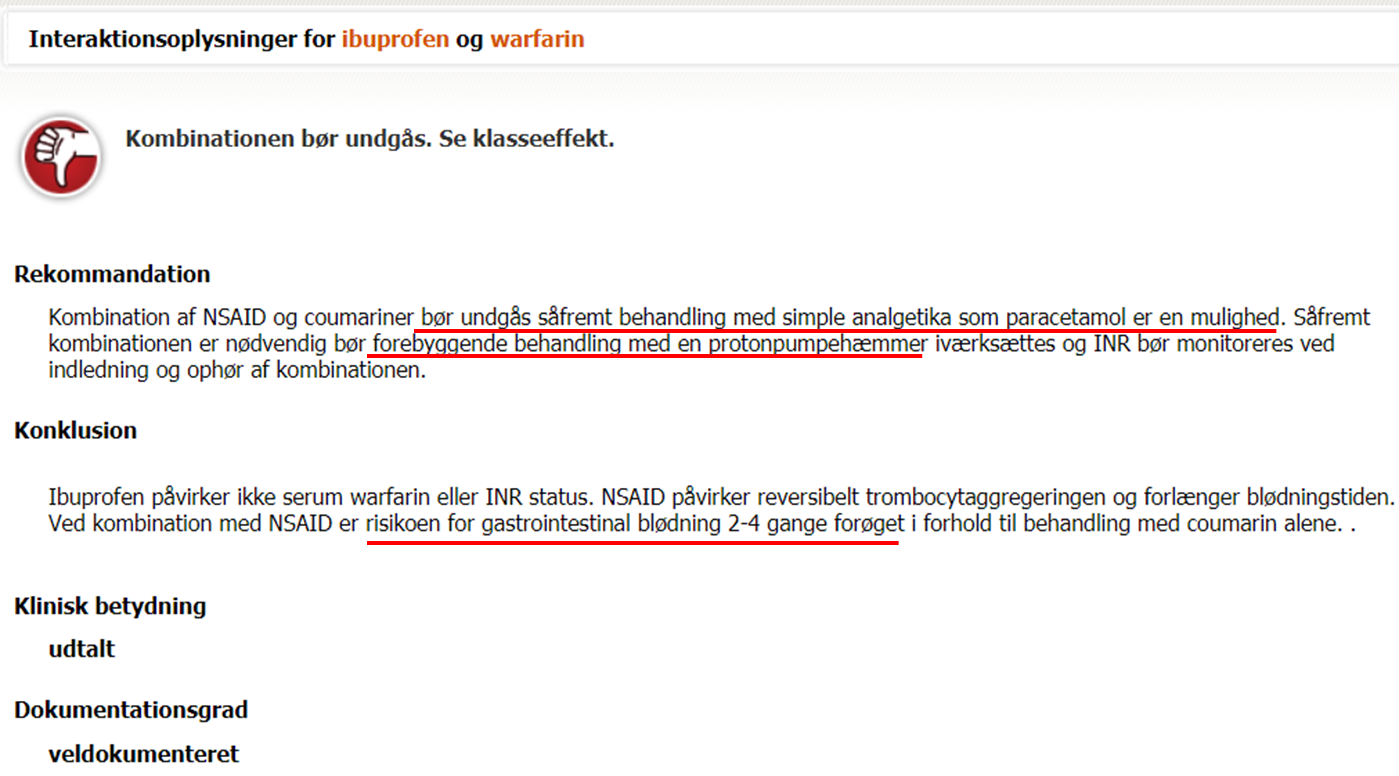 Interaktionsoplysninger for ibuprofen og warfarin
Kombinationen bør undgås. Se klasseeffekt.
Rekommandation
Kombination af NSAID og coumariner bør undgås såfremt behandling med simple analgetika som paracetamol er en mulighed. Såfremt
kombinationen er nødvendig bør forebyggende behandling med en protonpumpehæmmer iværksættes og INR bør monitoreres ved
indledning og ophør af kombinationen.
Konklusion
Ibuprofen påvirker ikke serum warfarin eller INR status. NSAID påvirker reversibelt trombocytaggregeringen og forlænger blødningstiden.
Ved kombination med NSAID er risikoen for gastrointestinal blødning 2-4 gange forøget i forhold til behandling med coumarin alene. .
Klinisk betydning
udtalt
Dokumentationsgrad
veldokumenteret